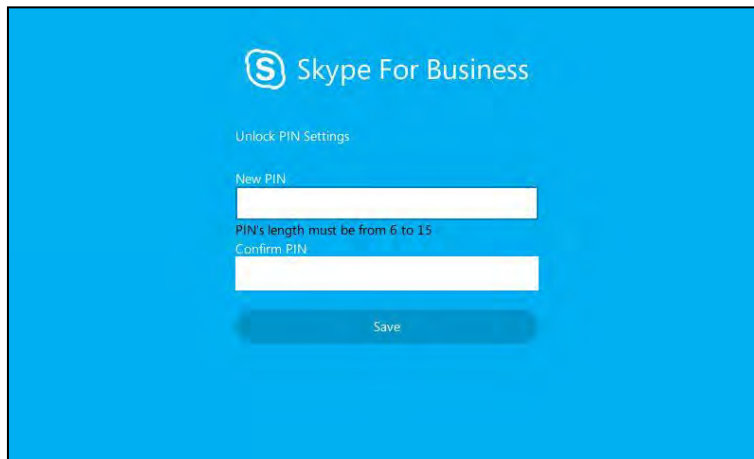 S Skype For Business
Unlock PIN Settings
New PIN
PIN's length must be from 6 to 15
Confirm PIN
Save